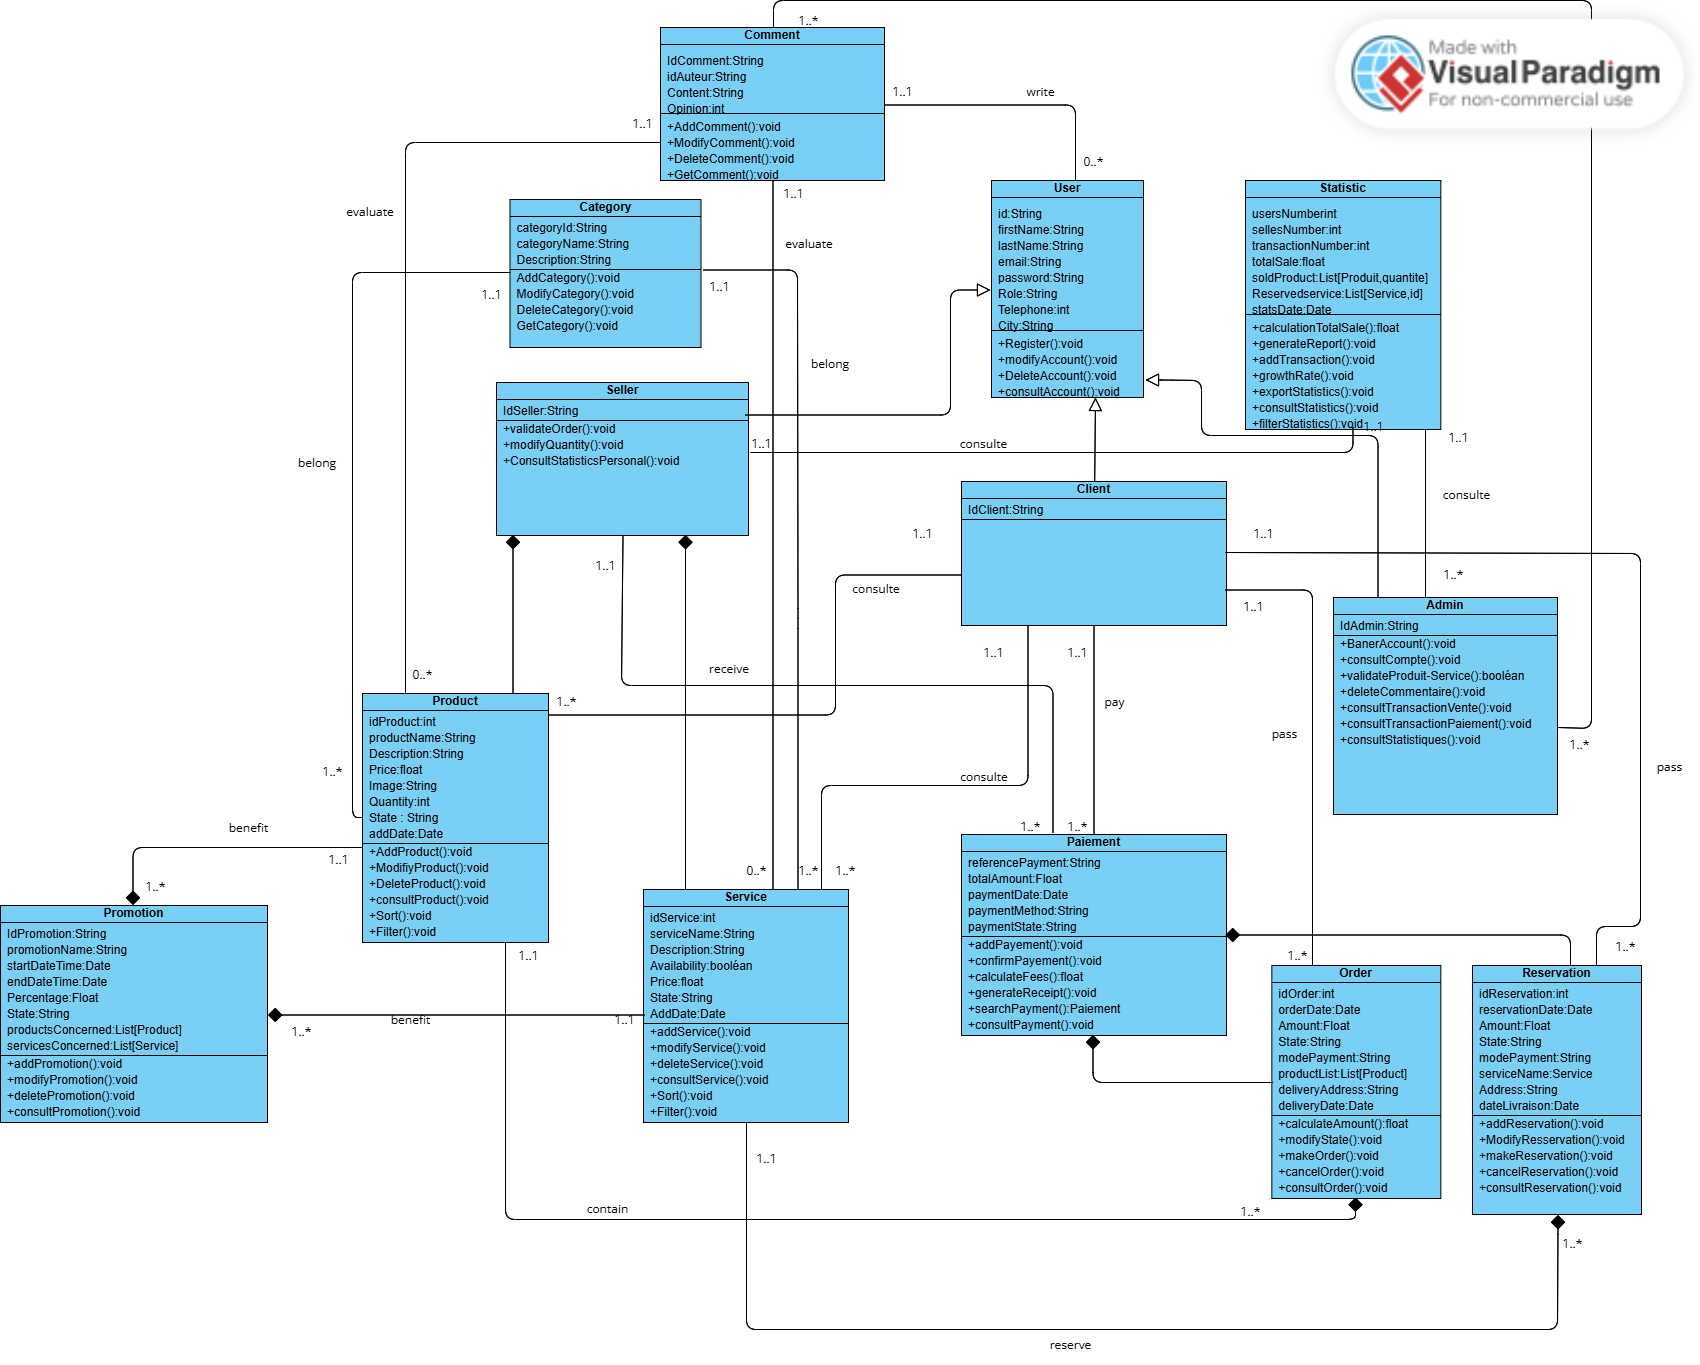 1..*
Comment
IdComment:String
idAuteur:String
Content:String
Opinion:int
+AddComment():void
+ModifyComment():void
+DeleteComment():void
+GetComment():void
Made with
Visual Paradigm
For non-commercial use
1..1
write
1..1
0..*
1..1
evaluate
evaluate
Category
categoryId:String
categoryName:String
Description:String
AddCategory():void
ModifyCategory():void
DeleteCategory():void
GetCategory():void
1..1
1..1
User
id:String
firstName:String
lastName:String
email:String
password:String
Role:String
Telephone:int
City:String
+Register():void
+modifyAccount():void
+DeleteAccount():void
+consultAccount():void
Statistic
usersNumberint
sellesNumber:int
transactionNumber:int
totalSale:float
soldProduct:List[Produit,quantite]
Reservedservice:List[Service,id]
statsDate:Date
+calculationTotalSale():float
+generateReport():void
+addTransaction():void
+growthRate():void
+exportStatistics():void
+consultStatistics():void
+filterStatistics():void
1..1
1..1
belong
Seller
IdSeller:String
+validateOrder():void
+modifyQuantity():void
+ConsultStatisticsPersonal():void
1..1
consulte
belong
consulte
Client
IdClient:String
1..1
1..1
1..1
consulte
1..*
1..1
Admin
IdAdmin:String
+BanerAccount():void
+consultCompte():void
+validateProduit-Service():booléan
+deleteCommentaire():void
+consultTransactionVente():void
+consultTransactionPaiement():void
+consultStatistiques():void
1..*
1..1
1..1
receive
0..*
1..*
pay
pass
pass
Product
idProduct:int
productName:String
Description:String
Price:float
Image:String
Quantity:int
State : String
addDate:Date
+AddProduct():void
+ModifiyProduct():void
+DeleteProduct():void
+consultProduct():void
+Sort():void
+Filter():void
1..*
consulte
benefit
1..1
1..*
1..*
1..*
0..*
1..*
1..*
Promotion
IdPromotion:String
promotionName:String
startDateTime:Date
endDateTime:Date
Percentage:Float
State:String
productsConcerned:List[Product]
servicesConcerned:List[Service]
+addPromotion():void
+modifyPromotion():void
+deletePromotion():void
+consultPromotion():void
1..*
benefit
1..1
Service
idService:int
serviceName:String
Description:String
Availability:booléan
Price:float
State:String
AddDate:Date
+addService():void
+modifyService():void
+deleteService():void
+consultService():void
+Sort():void
+Filter():void
Paiement
referencePayment:String
totalAmount:Float
paymentDate:Date
paymentMethod:String
paymentState:String
+addPayement():void
+confirmPayement():void
+calculateFees():float
+generateReceipt():void
+searchPayment():Paiement
+consultPayment():void
1..*
1..*
Order
idOrder:int
orderDate:Date
Amount:Float
State:String
modePayment:String
productList:List[Product]
deliveryAddress:String
deliveryDate:Date
+calculateAmount():float
+modifyState():void
+makeOrder():void
+cancelOrder():void
+consultOrder():void
Reservation
idReservation:int
reservationDate:Date
Amount:Float
State:String
modePayment:String
serviceName:Service
Address:String
dateLivraison:Date
+addReservation():void
+ModifyResservation():void
+makeReservation():void
+cancelReservation():void
+consultReservation():void
1..1
1..1
contain
1..*
1..*
reserve